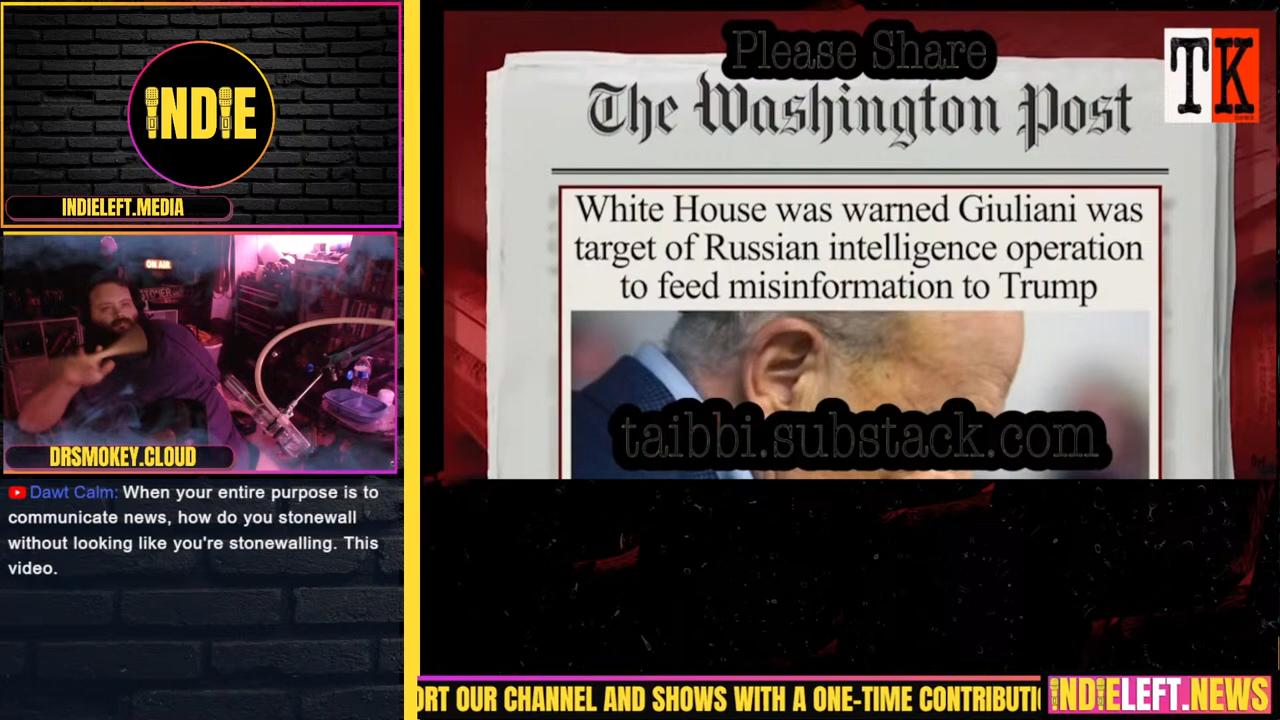 INDIE
INDIELEFT.MEDIA
ON AIR
DRSMOKEY.CLOUD
Dawt Calm: When your entire purpose is to
communicate news, how do you stonewall
without looking like you're stonewalling. This
video.
Please Share
TK
The Washington Post
White House was warned Giuliani was
target of Russian intelligence operation
to feed misinformation to Trump
taibbi.substack.com
ORT OUR CHANNEL AND SHOWS WITH A ONE-TIME CONTRIBUTI
INDIELEFT.NEWS